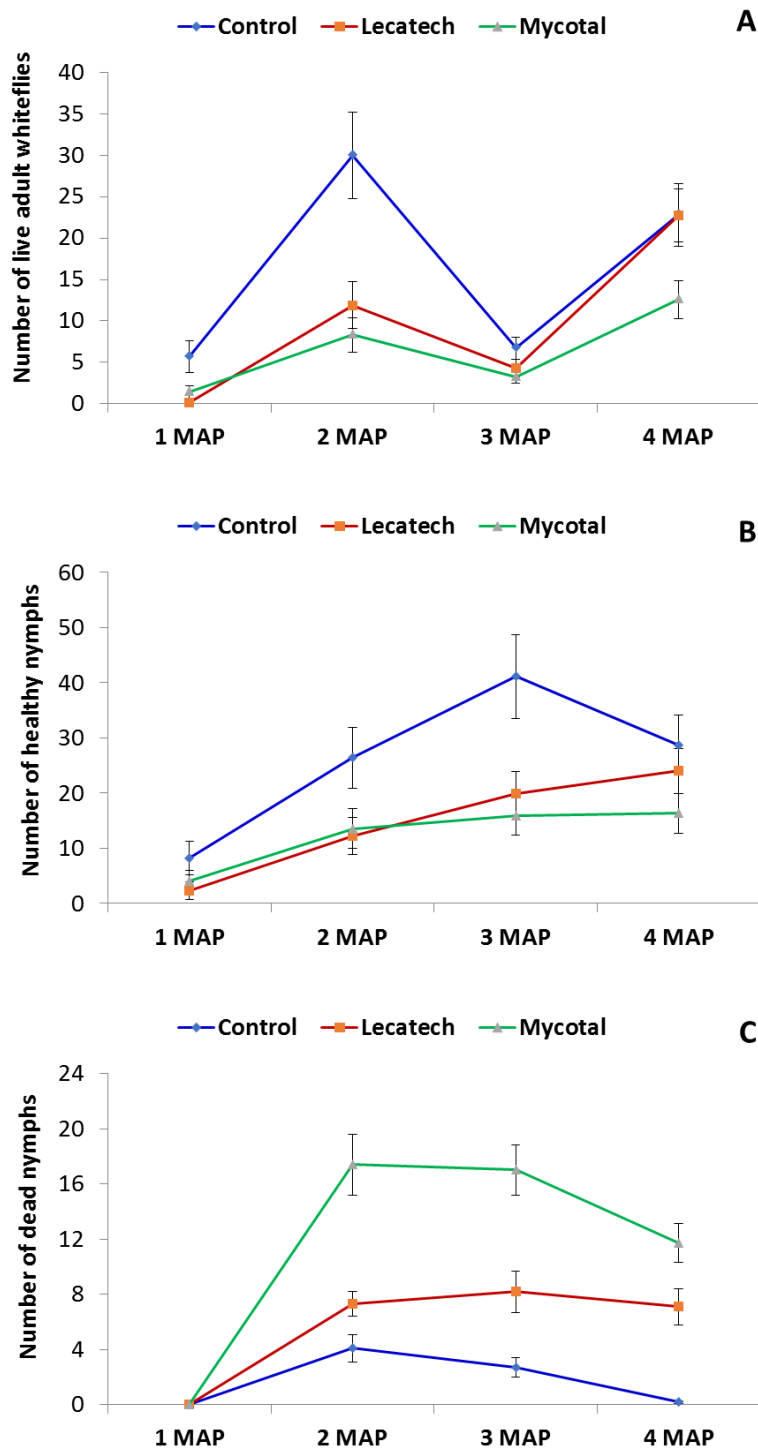 Control Lecatech Mycotal
A
Number of live adult whiteflies
40
35
30
25
20
15
10
5
0
1 MAP 2 MAP 3 MAP 4 MAP
Control Lecatech Mycotal
B
Number of healthy nymphs
60
50
40
30
20
10
0
1 MAP 2 MAP 3 MAP 4 MAP
Control Lecatech Mycotal
C
Number of dead nymphs
24
20
16
12
8
4
0
1 MAP 2 MAP 3 MAP 4 MAP